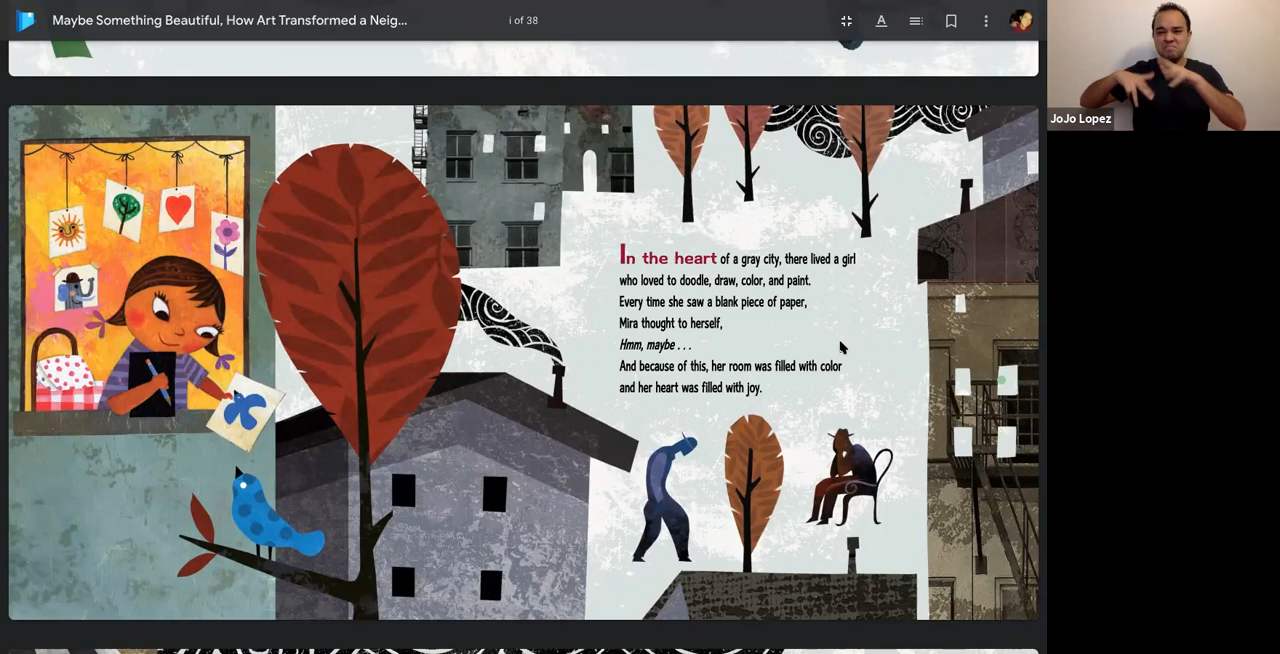 Maybe Something Beautiful, How Art Transformed a Neig...
i of 38
A
JoJo Lopez
In the heart of a gray city, there lived a girl
who loved to doodle, draw, color, and paint.
Every time she saw a blank piece of paper,
Mira thought to herself,
Hmm, maybe . . .
And because of this, her room was filled with color
and her heart was filled with joy.